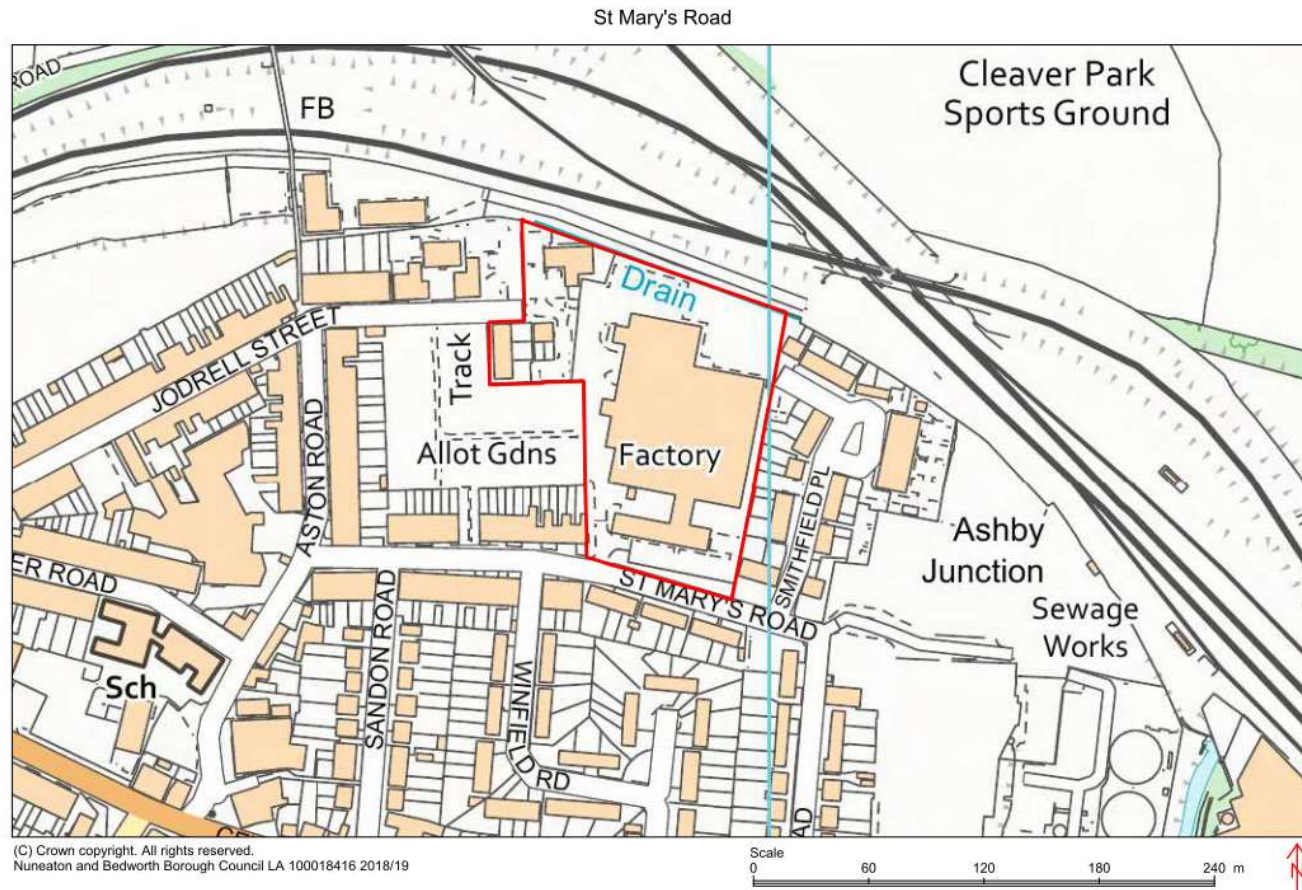 St Mary's Road
ROAD
FB
Cleaver Park
Sports Ground
Drain
JODRELL STREET
Track
ASTON ROAD
Allot Gdns
Factory
SMITHFIELD PL
Ashby
Junction
ER ROAD
SANDON ROAD
ST MARY'S ROAD
Sewage
Works
Sch
WINFIELD RD
AD
(C) Crown copyright. All rights reserved.
Nuneaton and Bedworth Borough Council LA 100018416 2018/19
Scale
0 60 120 180 240 m
N